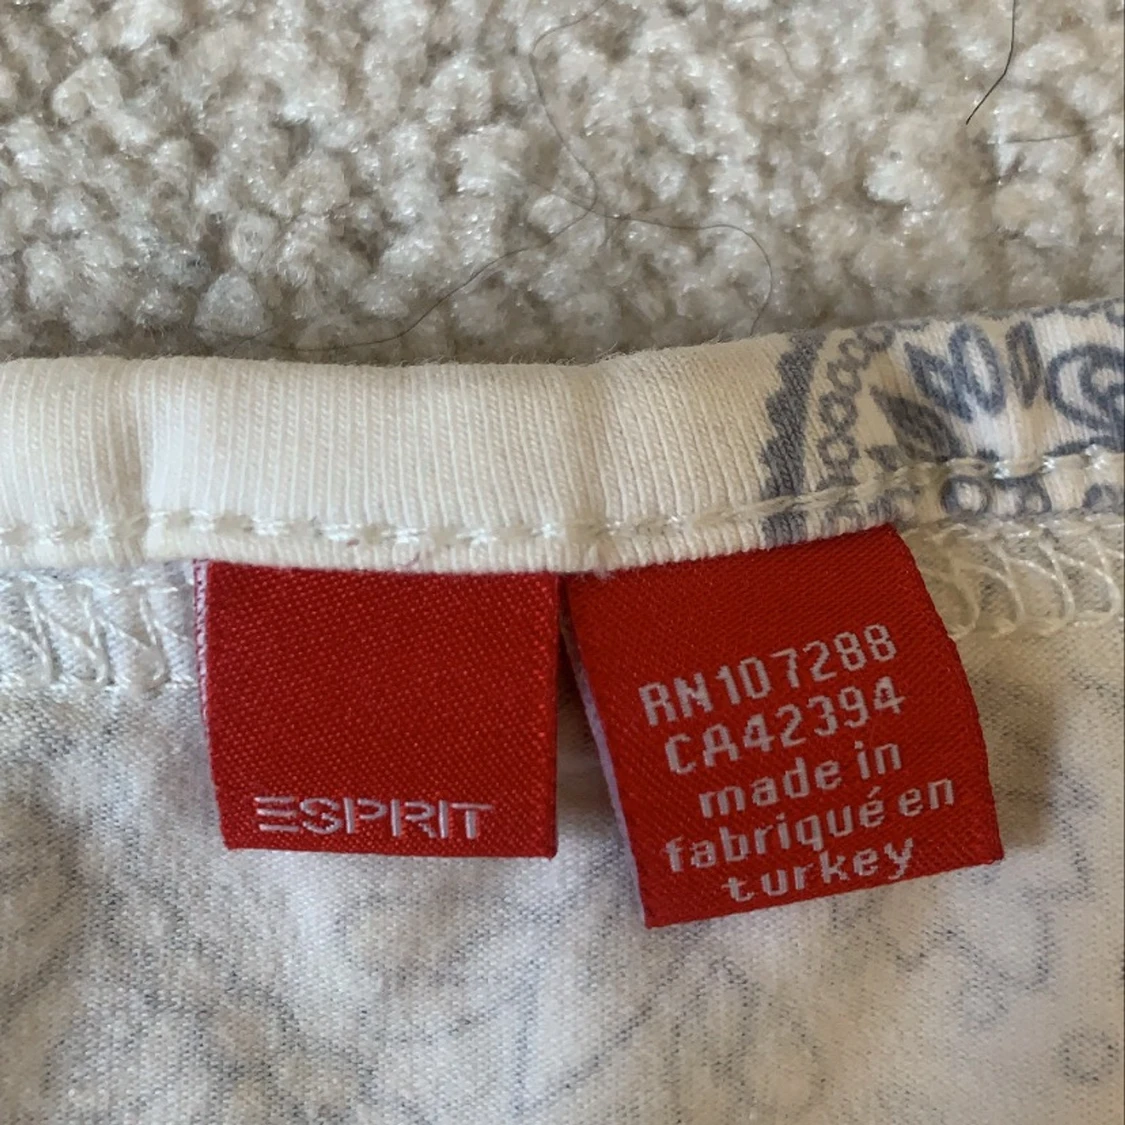 ESPRIT
RN107288
CA42394
made in
fabriqué en
turkey